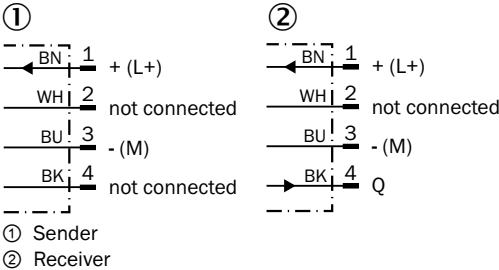 ① ②
BN 1 + (L+) BN 1 + (L+)
WH 2 not connected WH 2 not connected
BU 3 - (M) BU 3 - (M)
BK 4 not connected BK 4 Q
① Sender
② Receiver